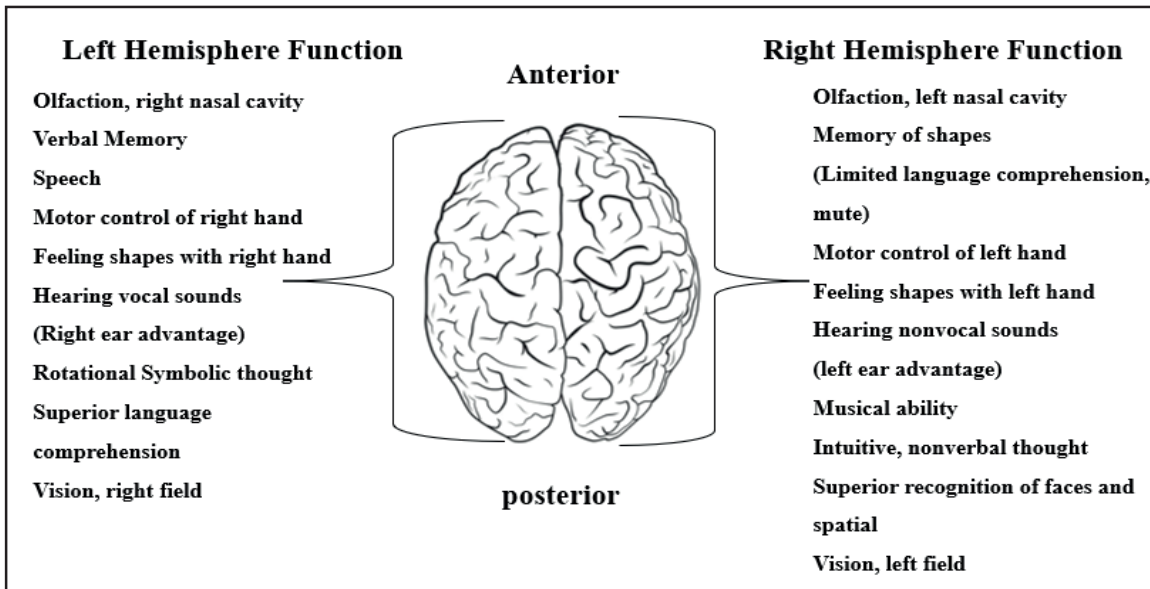 Left Hemisphere Function
Olfaction, right nasal cavity
Verbal Memory
Speech
Motor control of right hand
Feeling shapes with right hand
Hearing vocal sounds
(Right ear advantage)
Rotational Symbolic thought
Superior language
comprehension
Vision, right field
Anterior
posterior
Right Hemisphere Function
Olfaction, left nasal cavity
Memory of shapes
(Limited language comprehension,
mute)
Motor control of left hand
Feeling shapes with left hand
Hearing nonvocal sounds
(left ear advantage)
Musical ability
Intuitive, nonverbal thought
Superior recognition of faces and
spatial
Vision, left field